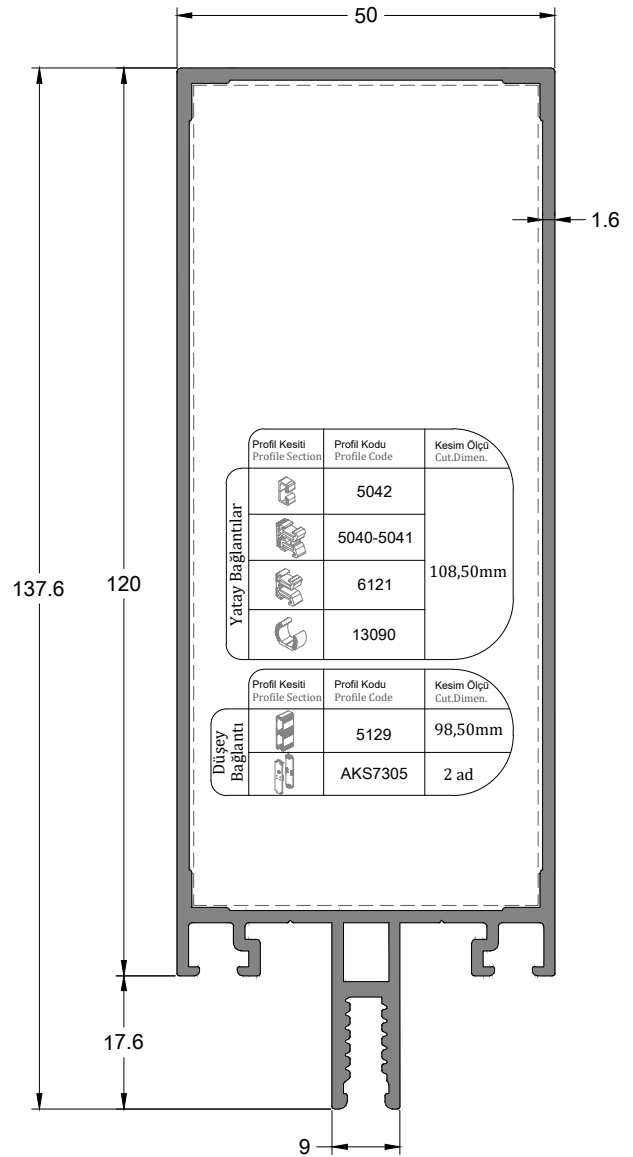 50
1.6
137.6
120
Profil Kesiti
Profile Section
Profil Kodu
Profile Code
Kesim Ölçü
Cut.Dimen.
Yatay Bağlantılar
5042
5040-5041
6121
13090
108,50mm
Profil Kesiti
Profile Section
Profil Kodu
Profile Code
Kesim Ölçü
Cut.Dimen.
Düşey
Bağlantı
5129
98,50mm
AKS7305
2 ad
17.6
9